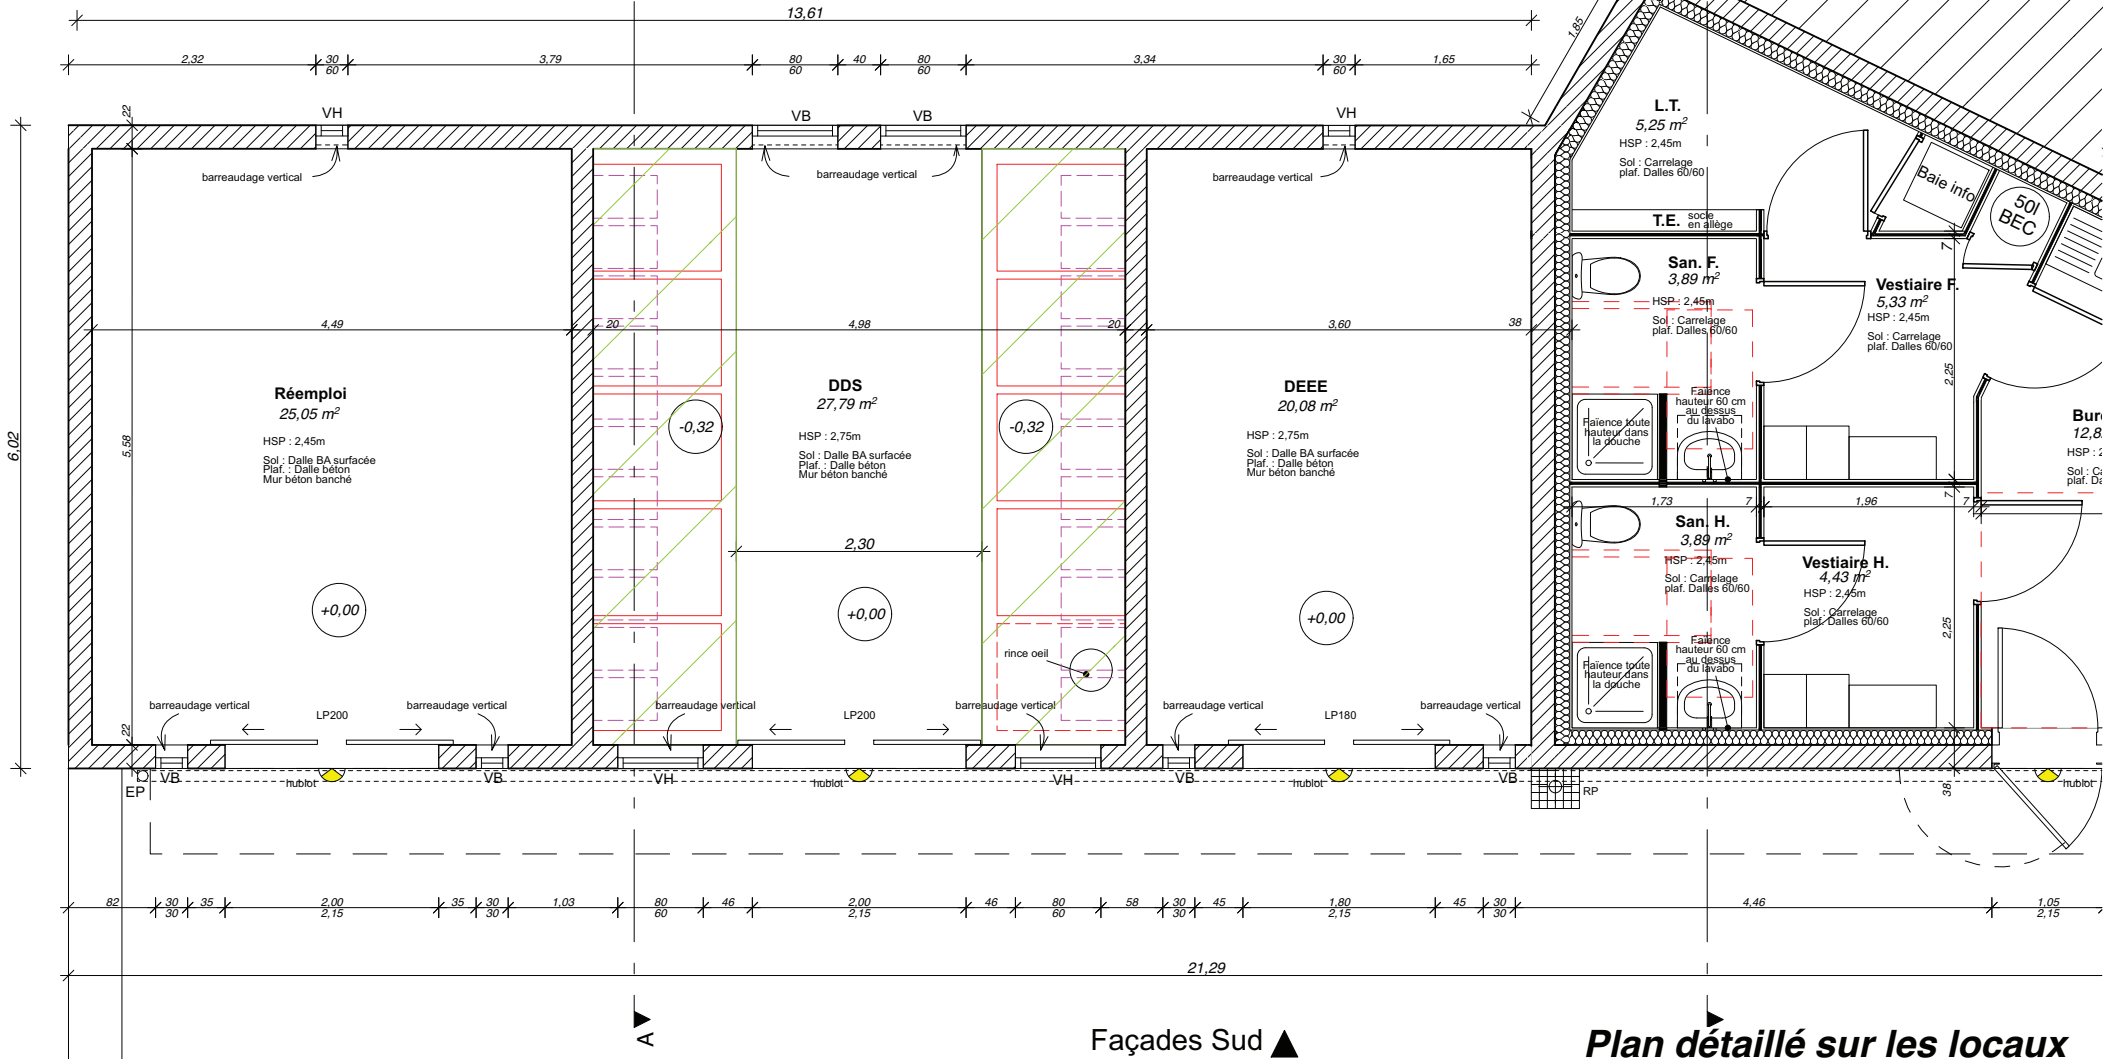 13,61
2,32
30
60
3,79
80
60
40
80
60
3,34
30
60
1,65
1,85
22
VH
VB
VB
VH
barreaudage vertical
barreaudage vertical
barreaudage vertical
L.T.
5,25 m²
HSP : 2,45m
Sol : Carrelage
plaf. Dalles 60/60
T.E.
socle
en allège
Baie info
50l
BEC
7
San. F.
3,89 m²
HSP : 2,45m
Sol : Carrelage
plaf. Dalles 60/60
Vestiaire F.
5,33 m²
HSP : 2,45m
Sol : Carrelage
plaf. Dalles 60/60
4,49
20
4,98
20
3,60
38
2,25
6,02
5,58
Réemploi
25,05 m²
HSP : 2,45m
Sol : Dalle BA surfacée
Plaf. : Dalle béton
Mur béton banché
-0,32
DDS
27,79 m²
HSP : 2,75m
Sol : Dalle BA surfacée
Plaf. : Dalle béton
Mur béton banché
-0,32
DEEE
20,08 m²
HSP : 2,75m
Sol : Dalle BA surfacée
Plaf. : Dalle béton
Mur béton banché
Faïence toute
hauteur dans
la douche
Faïence
hauteur 60 cm
au dessus
du lavabo
1,73
7
1,96
7
7
San. H.
3,89 m²
HSP : 2,45m
Sol : Carrelage
plaf. Dalles 60/60
Vestiaire H.
4,43 m²
HSP : 2,45m
Sol : Carrelage
plaf. Dalles 60/60
2,25
2,30
+0,00
+0,00
+0,00
rince oeil
Faïence toute
hauteur dans
la douche
Faïence
hauteur 60 cm
au dessus
du lavabo
22
barreaudage vertical
LP200
barreaudage vertical
barreaudage vertical
LP200
barreaudage vertical
barreaudage vertical
LP180
barreaudage vertical
EP
VB
hublot
VB
VH
hublot
VH
VB
hublot
VB
RP
38
hublot
82
30
30
35
2,00
2,15
35
30
30
1,03
80
60
46
2,00
2,15
46
80
60
58
30
30
45
1,80
2,15
45
30
30
4,46
1,05
2,15
21,29
A
Façades Sud
Plan détaillé sur les locaux